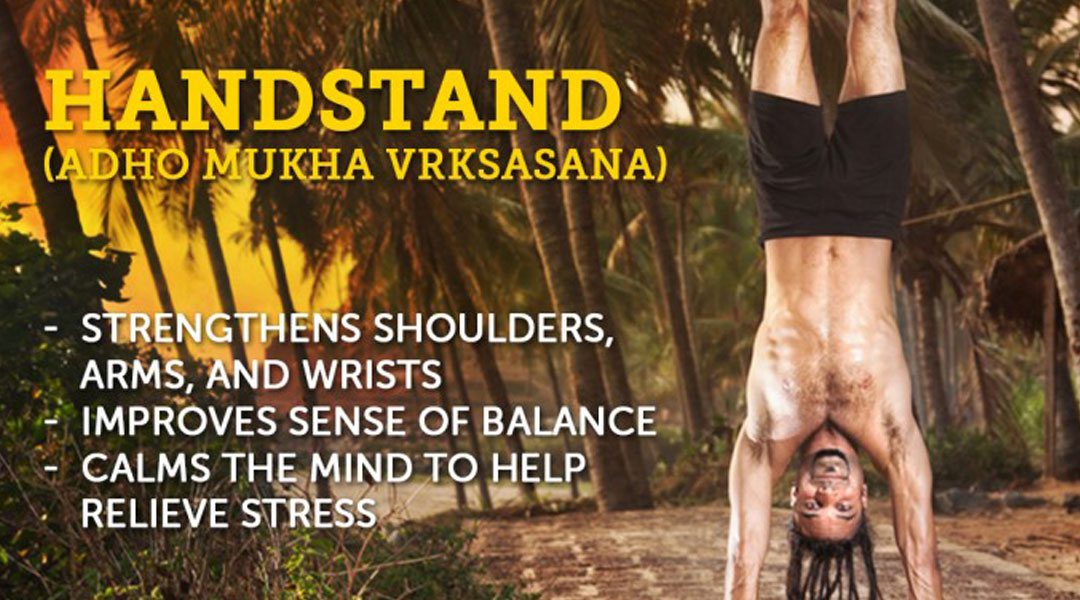 HANDSTAND
(ADHO MUKHA VRKSASANA)
- STRENGTHENS SHOULDERS,
ARMS, AND WRISTS
- IMPROVES SENSE OF BALANCE
- CALMS THE MIND TO HELP
RELIEVE STRESS